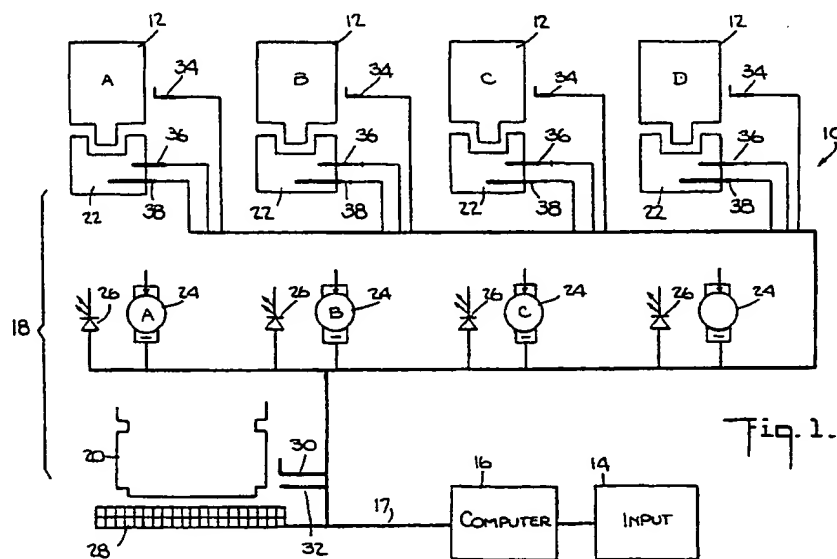 12 12 12 12
A B C D
34 34 34 34
10
36 36 36 36
22 38 22 38 22 38 22 38
18
26 24 26 24 26 24 26 24
A B C
20 30
Fig. 1.
16 14
17 COMPUTER INPUT
28 32